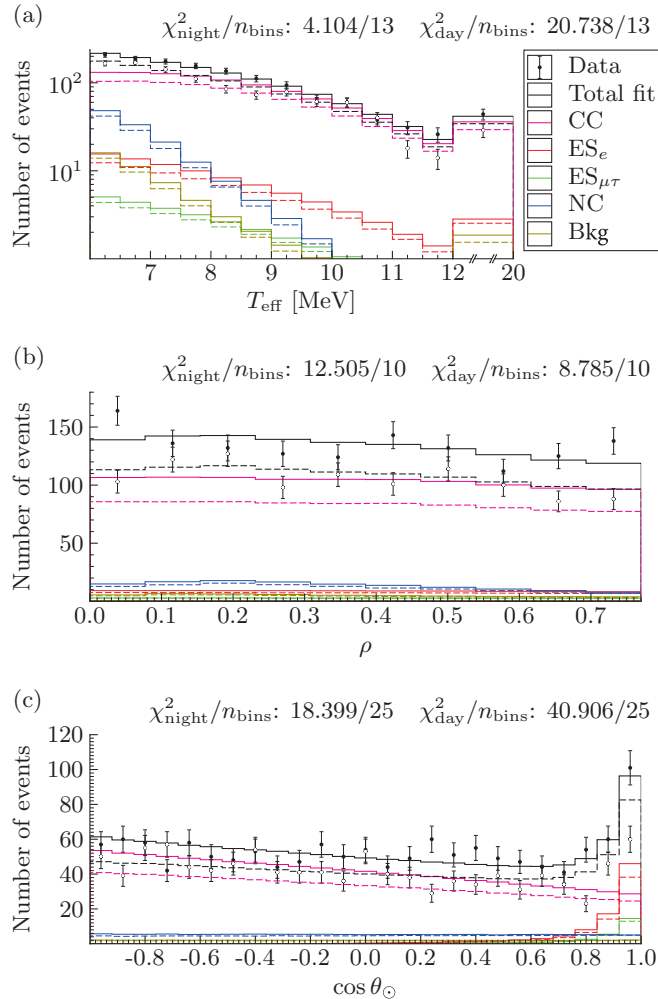 (a)
χ²night/nbins: 4.104/13 χ²day/nbins: 20.738/13
Number of events
10²
10¹
7 8 9 10 11 12 20
Teff [MeV]
Data
Total fit
CC
ESe
ESμτ
NC
Bkg
(b)
χ²night/nbins: 12.505/10 χ²day/nbins: 8.785/10
Number of events
150
100
50
0.0 0.1 0.2 0.3 0.4 0.5 0.6 0.7
ρ
(c)
χ²night/nbins: 18.399/25 χ²day/nbins: 40.906/25
Number of events
120
100
80
60
40
20
-0.8 -0.6 -0.4 -0.2 0.0 0.2 0.4 0.6 0.8 1.0
cos θ⊙